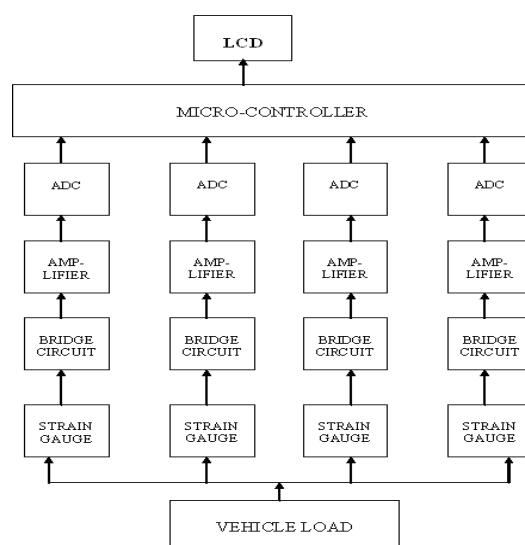 LCD
MICRO-CONTROLLER
ADC
ADC
ADC
ADC
AMP-
LIFIER
AMP-
LIFIER
AMP-
LIFIER
AMP-
LIFIER
BRIDGE
CIRCUIT
BRIDGE
CIRCUIT
BRIDGE
CIRCUIT
BRIDGE
CIRCUIT
STRAIN
GAUGE
STRAIN
GAUGE
STRAIN
GAUGE
STRAIN
GAUGE
VEHICLE LOAD